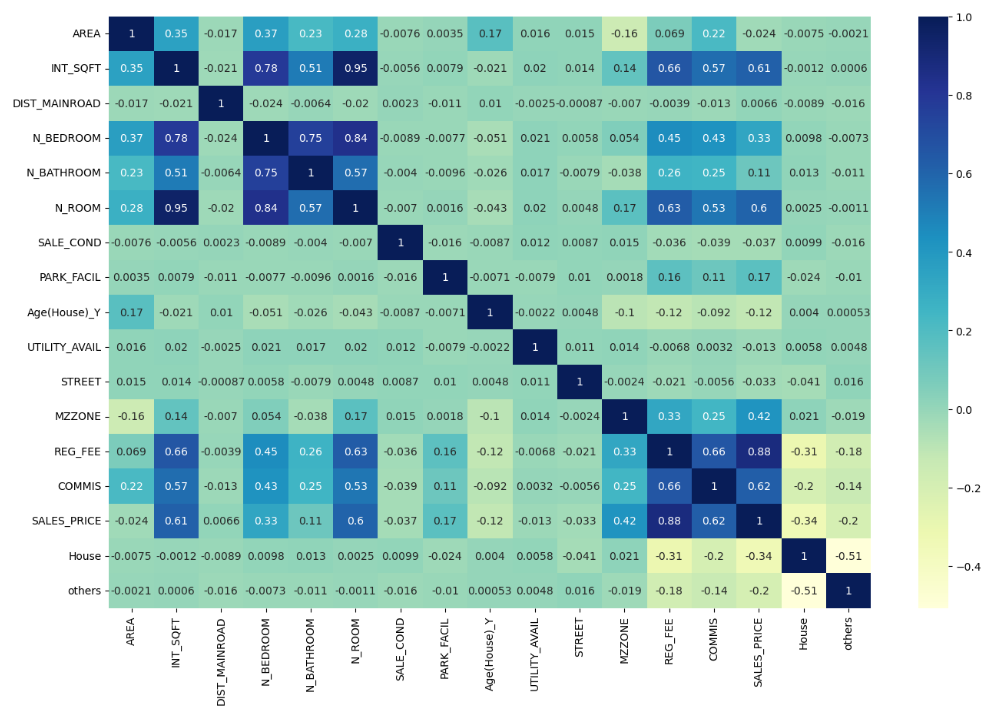 AREA 1 0.35 -0.017 0.37 0.23 0.28 -0.0076 0.0035 0.17 0.016 0.015 -0.16 0.069 0.22 -0.024 -0.0075 -0.0021
INT_SQFT 0.35 1 -0.021 0.78 0.51 0.95 -0.0056 0.0079 -0.021 0.02 0.014 0.14 0.66 0.57 0.61 -0.0012 0.0006
DIST_MAINROAD -0.017 -0.021 1 -0.024 -0.0064 -0.02 0.0023 -0.011 0.01 -0.0025 -0.00087 -0.007 -0.0039 -0.013 0.0066 -0.0089 -0.016
N_BEDROOM 0.37 0.78 -0.024 1 0.75 0.84 -0.0089 -0.0077 -0.051 0.021 0.0058 0.054 0.45 0.43 0.33 0.0098 -0.0073
N_BATHROOM 0.23 0.51 -0.0064 0.75 1 0.57 -0.004 -0.0096 -0.026 0.017 -0.0079 -0.038 0.26 0.25 0.11 0.013 -0.011
N_ROOM 0.28 0.95 -0.02 0.84 0.57 1 -0.007 0.0016 -0.043 0.02 0.0048 0.17 0.63 0.53 0.6 0.0025 -0.0011
SALE_COND -0.0076 -0.0056 0.0023 -0.0089 -0.004 -0.007 1 -0.016 -0.0087 0.012 0.0087 0.015 -0.036 -0.039 -0.037 0.0099 -0.016
PARK_FACIL 0.0035 0.0079 -0.011 -0.0077 -0.0096 0.0016 -0.016 1 -0.0071 -0.0079 0.01 0.0018 0.16 0.11 0.17 -0.024 -0.01
Age(House)_Y 0.17 -0.021 0.01 -0.051 -0.026 -0.043 -0.0087 -0.0071 1 -0.0022 0.0048 -0.1 -0.12 -0.092 -0.12 0.004 0.00053
UTILITY_AVAIL 0.016 0.02 -0.0025 0.021 0.017 0.02 0.012 -0.0079 -0.0022 1 0.011 0.014 -0.0068 0.0032 -0.013 0.0058 0.0048
STREET 0.015 0.014 -0.00087 0.0058 -0.0079 0.0048 0.0087 0.01 0.0048 0.011 1 -0.0024 -0.021 -0.0056 -0.033 -0.041 0.016
MZZONE -0.16 0.14 -0.007 0.054 -0.038 0.17 0.015 0.0018 -0.1 0.014 -0.0024 1 0.33 0.25 0.42 0.021 -0.019
REG_FEE 0.069 0.66 -0.0039 0.45 0.26 0.63 -0.036 0.16 -0.12 -0.0068 -0.021 0.33 1 0.66 0.88 -0.31 -0.18
COMMIS 0.22 0.57 -0.013 0.43 0.25 0.53 -0.039 0.11 -0.092 0.0032 -0.0056 0.25 0.66 1 0.62 -0.2 -0.14
SALES_PRICE -0.024 0.61 0.0066 0.33 0.11 0.6 -0.037 0.17 -0.12 -0.013 -0.033 0.42 0.88 0.62 1 -0.34 -0.2
House -0.0075 -0.0012 -0.0089 0.0098 0.013 0.0025 0.0099 -0.024 0.004 0.0058 -0.041 0.021 -0.31 -0.2 -0.34 1 -0.51
others -0.0021 0.0006 -0.016 -0.0073 -0.011 -0.0011 -0.016 -0.01 0.00053 0.0048 0.016 -0.019 -0.18 -0.14 -0.2 -0.51 1
AREA
INT_SQFT
DIST_MAINROAD
N_BEDROOM
N_BATHROOM
N_ROOM
SALE_COND
PARK_FACIL
Age(House)_Y
UTILITY_AVAIL
STREET
MZZONE
REG_FEE
COMMIS
SALES_PRICE
House
others
1.0
0.8
0.6
0.4
0.2
0.0
−0.2
−0.4